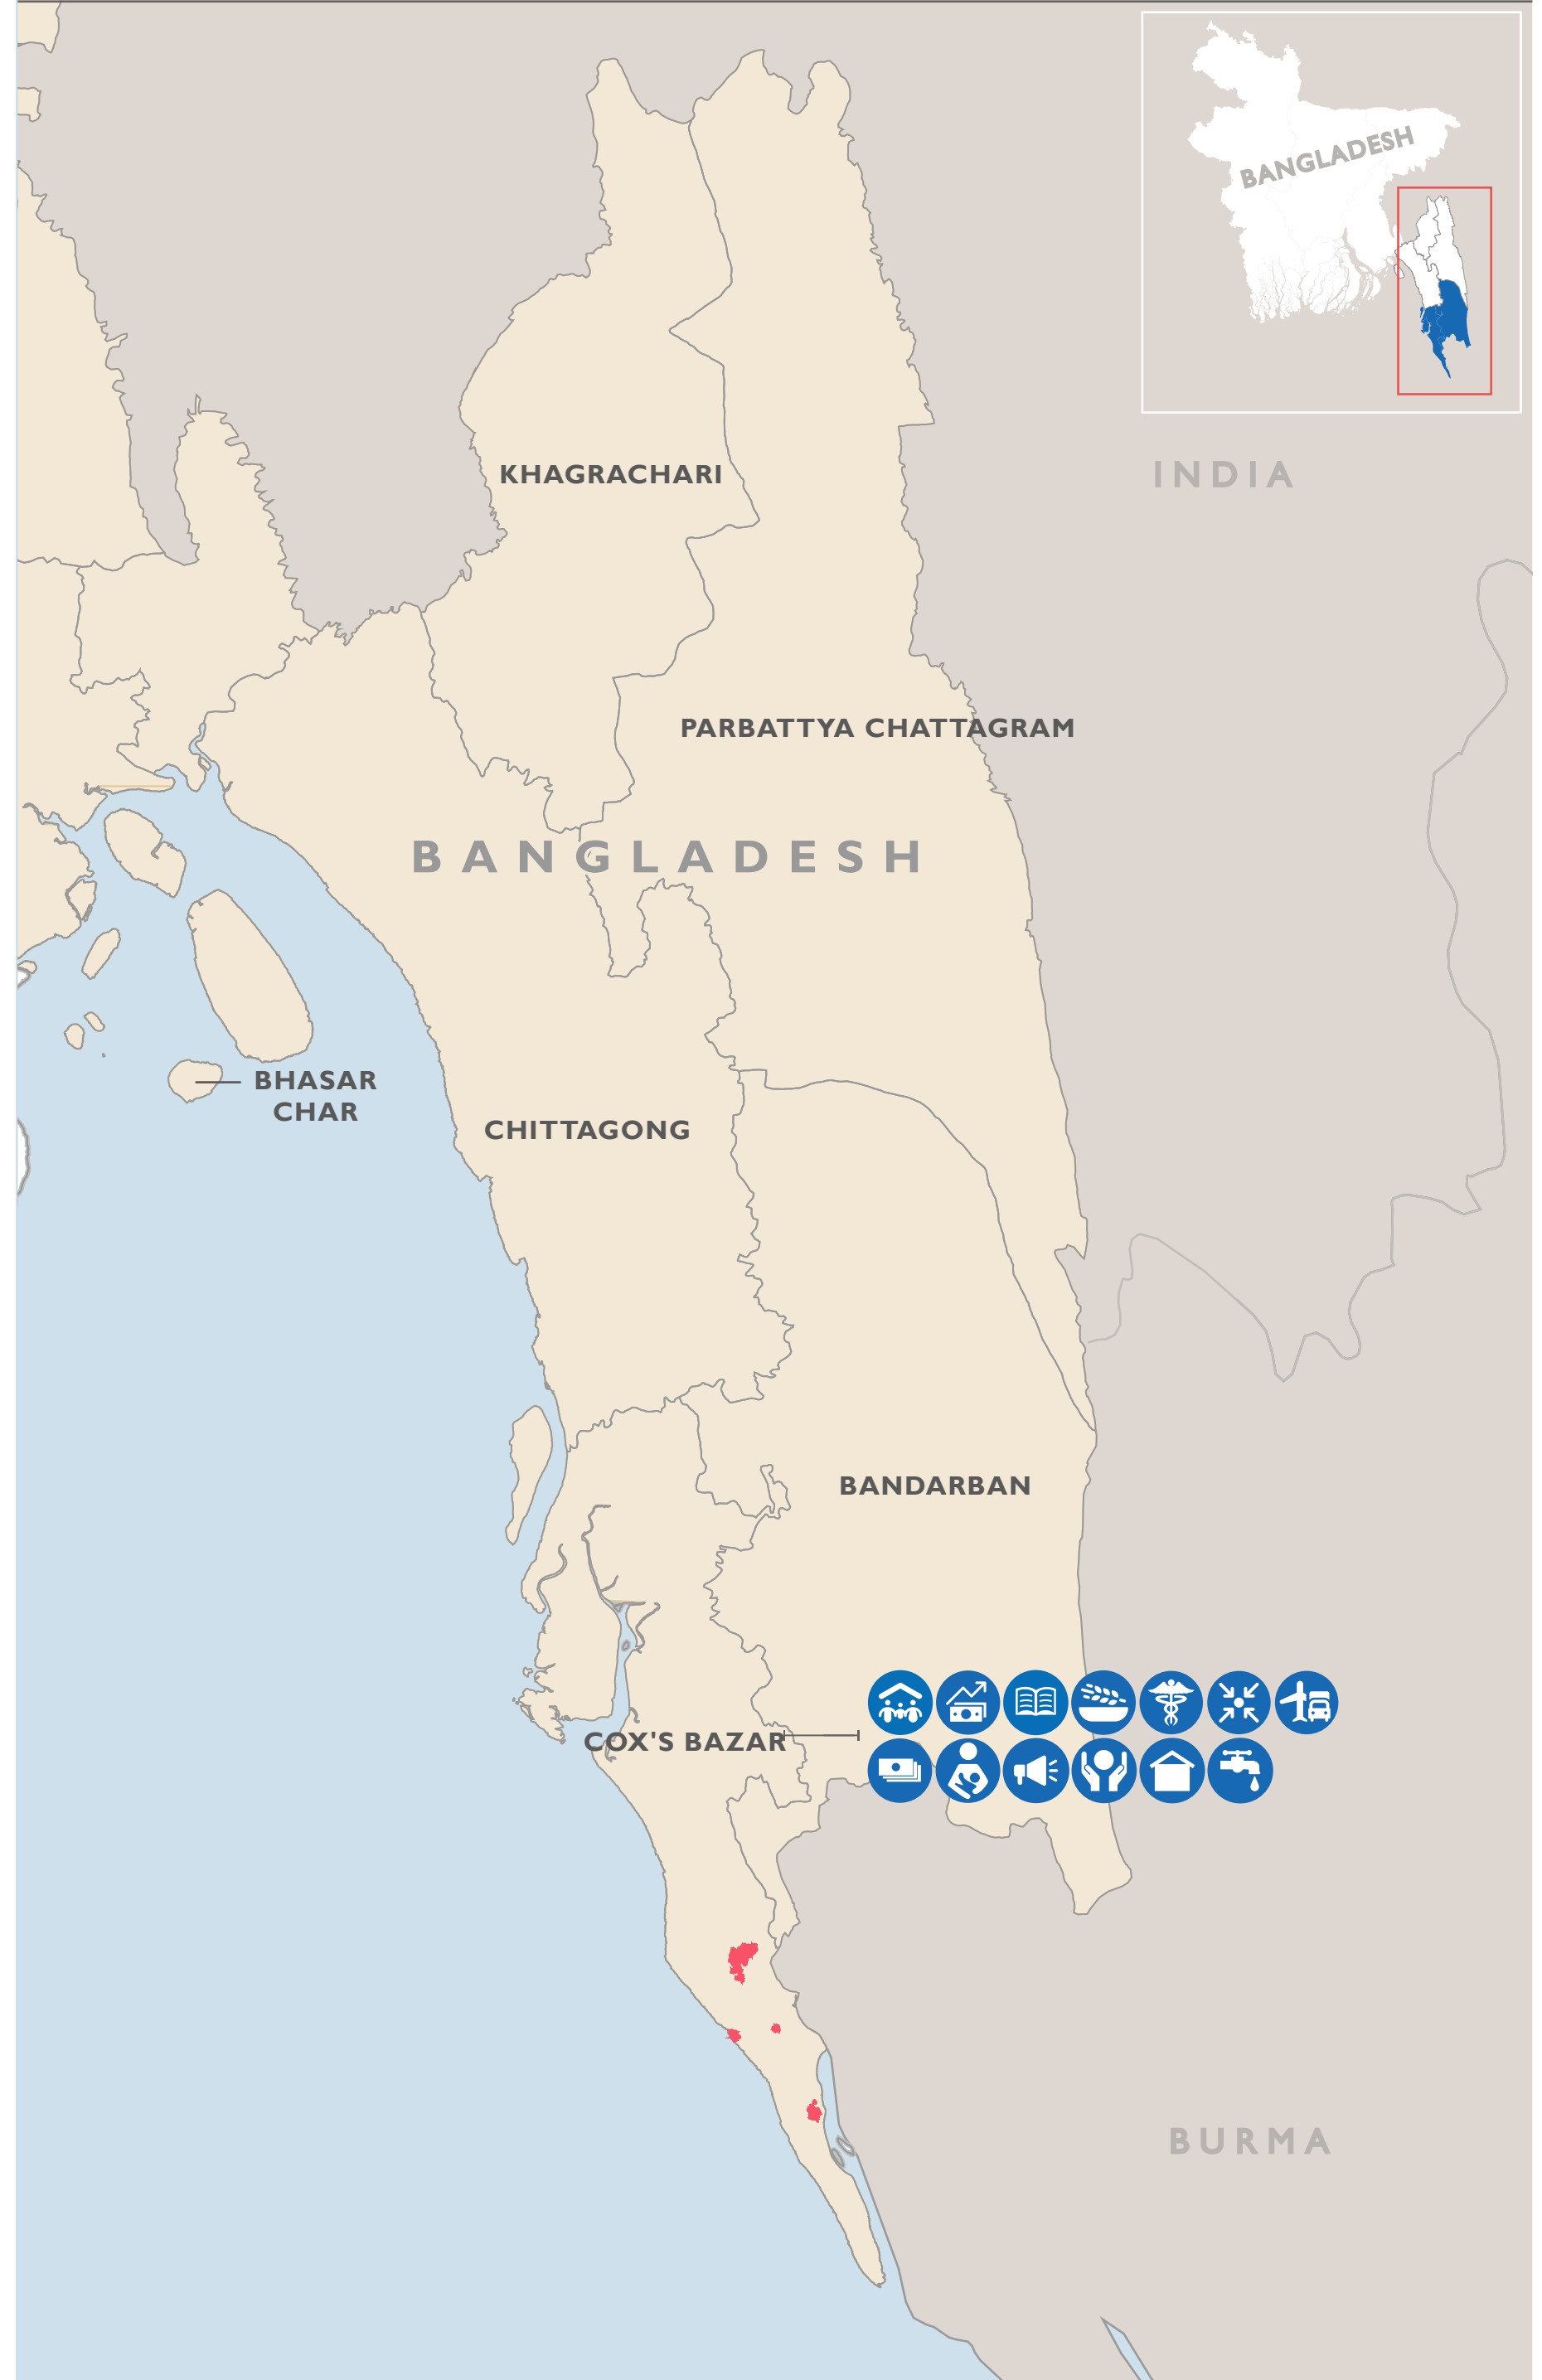 BANGLADESH
INDIA
KHAGRACHARI
PARBATTYA CHATTAGRAM
BANGLADESH
BHASAR
CHAR
CHITTAGONG
BANDARBAN
COX'S BAZAR
BURMA